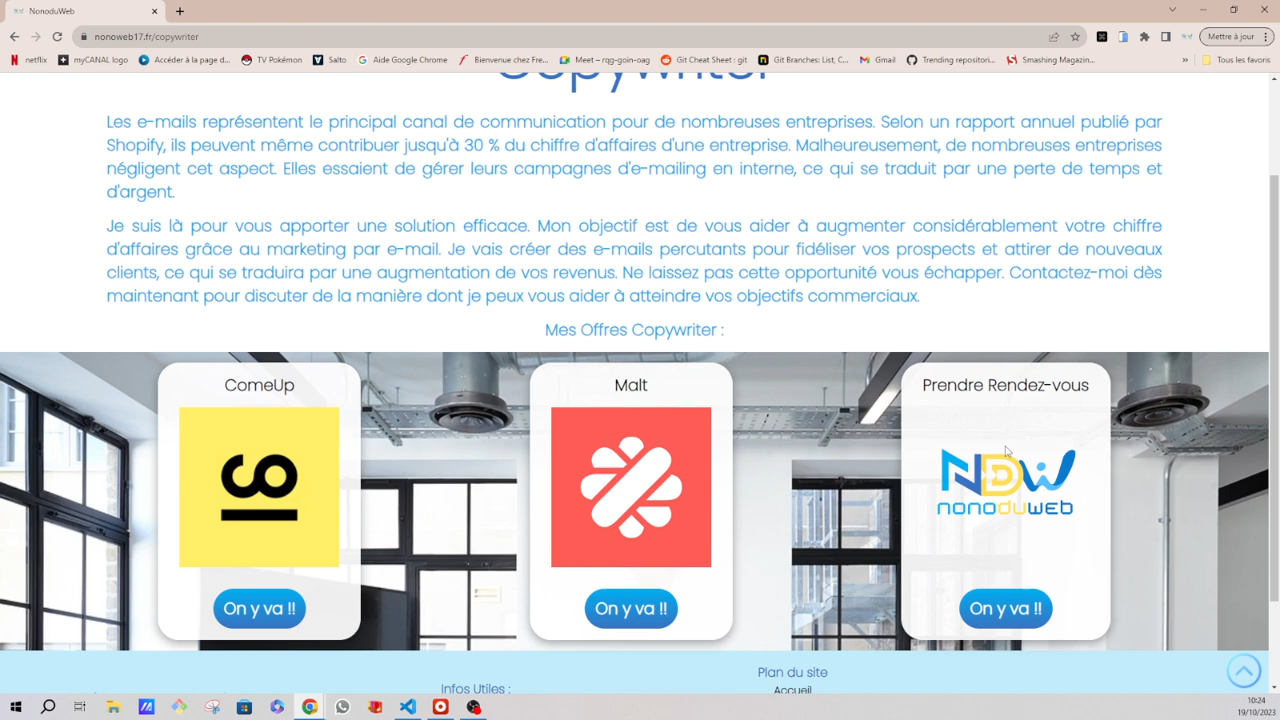 NonoduWeb
nonoweb17.fr/copywriter
Mettre à jour
netflix
myCANAL logo
Accéder à la page d...
TV Pokémon
Salto
Aide Google Chrome
Bienvenue chez Fre...
Meet – rqg-goin-oag
Git Cheat Sheet : git
Git Branches: List, C...
Gmail
Trending repositori...
Smashing Magazin...
»
Tous les favoris
Copywriter
Les e-mails représentent le principal canal de communication pour de nombreuses entreprises. Selon un rapport annuel publié par
Shopify, ils peuvent même contribuer jusqu'à 30 % du chiffre d'affaires d'une entreprise. Malheureusement, de nombreuses entreprises
négligent cet aspect. Elles essaient de gérer leurs campagnes d'e-mailing en interne, ce qui se traduit par une perte de temps et
d'argent.
Je suis là pour vous apporter une solution efficace. Mon objectif est de vous aider à augmenter considérablement votre chiffre
d'affaires grâce au marketing par e-mail. Je vais créer des e-mails percutants pour fidéliser vos prospects et attirer de nouveaux
clients, ce qui se traduira par une augmentation de vos revenus. Ne laissez pas cette opportunité vous échapper. Contactez-moi dès
maintenant pour discuter de la manière dont je peux vous aider à atteindre vos objectifs commerciaux.
Mes Offres Copywriter :
ComeUp
On y va !!
Malt
On y va !!
Prendre Rendez-vous
NDW
nonoduweb
On y va !!
Infos Utiles :
Plan du site
Accueil
10:24
19/10/2023